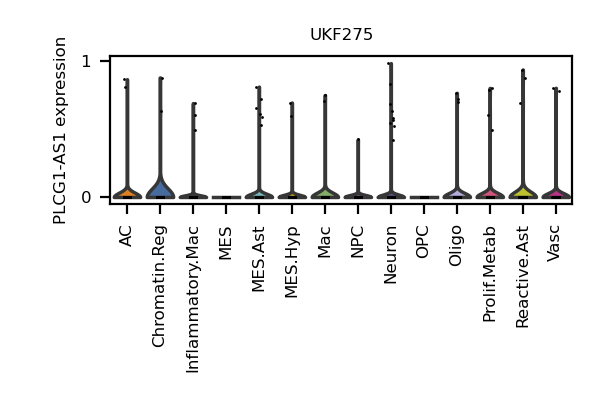 UKF275
PLCG1-AS1 expression
1
0
AC
Chromatin.Reg
Inflammatory.Mac
MES
MES.Ast
MES.Hyp
Mac
NPC
Neuron
OPC
Oligo
Prolif.Metab
Reactive.Ast
Vasc